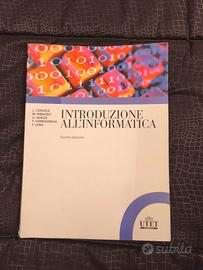 L. CONSOLE
M. RIBAUDO
U. AVALLE
F. CARMAGNOLA
F. CENA
INTRODUZIONE
ALL'INFORMATICA
Quarta edizione
UTET
subito